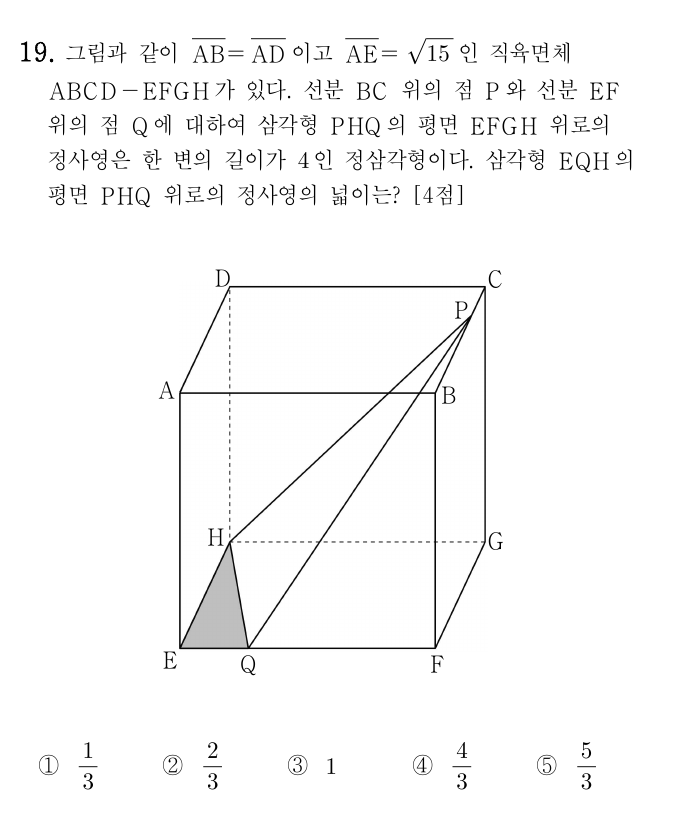 19. 그림과 같이 $\overline{AB}=\overline{AD}$이고 $\overline{AE}=\sqrt{15}$인 직육면체
ABCD-EFGH가 있다. 선분 BC 위의 점 P와 선분 EF
위의 점 Q에 대하여 삼각형 PHQ의 평면 EFGH 위로의
정사영은 한 변의 길이가 4인 정삼각형이다. 삼각형 EQH의
평면 PHQ 위로의 정사영의 넓이는? [4점]
D
C
P
A
B
H
G
E
Q
F
① $\frac{1}{3}$ ② $\frac{2}{3}$ ③ 1 ④ $\frac{4}{3}$ ⑤ $\frac{5}{3}$